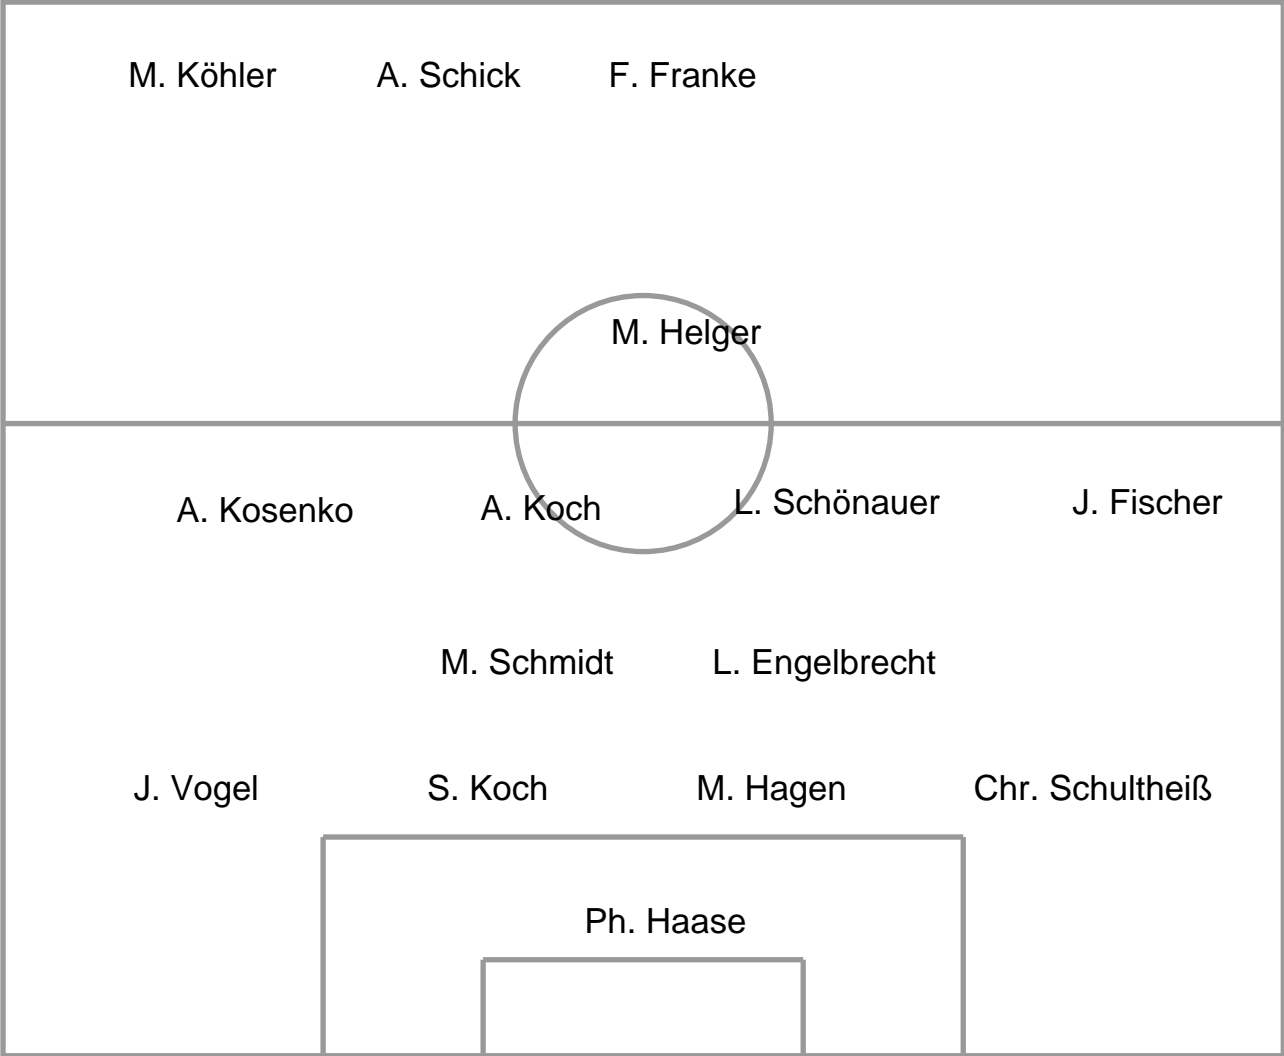 M. Köhler A. Schick F. Franke
M. Helger
A. Kosenko A. Koch L. Schönauer J. Fischer
M. Schmidt L. Engelbrecht
J. Vogel S. Koch M. Hagen Chr. Schultheiß
Ph. Haase